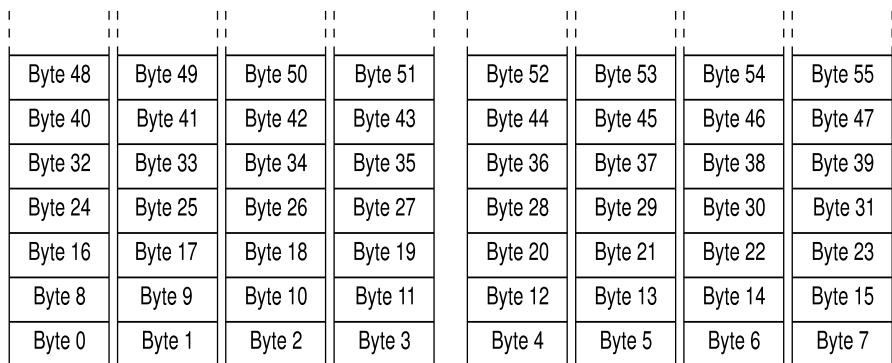 Byte 48 Byte 49 Byte 50 Byte 51 Byte 52 Byte 53 Byte 54 Byte 55
Byte 40 Byte 41 Byte 42 Byte 43 Byte 44 Byte 45 Byte 46 Byte 47
Byte 32 Byte 33 Byte 34 Byte 35 Byte 36 Byte 37 Byte 38 Byte 39
Byte 24 Byte 25 Byte 26 Byte 27 Byte 28 Byte 29 Byte 30 Byte 31
Byte 16 Byte 17 Byte 18 Byte 19 Byte 20 Byte 21 Byte 22 Byte 23
Byte 8 Byte 9 Byte 10 Byte 11 Byte 12 Byte 13 Byte 14 Byte 15
Byte 0 Byte 1 Byte 2 Byte 3 Byte 4 Byte 5 Byte 6 Byte 7